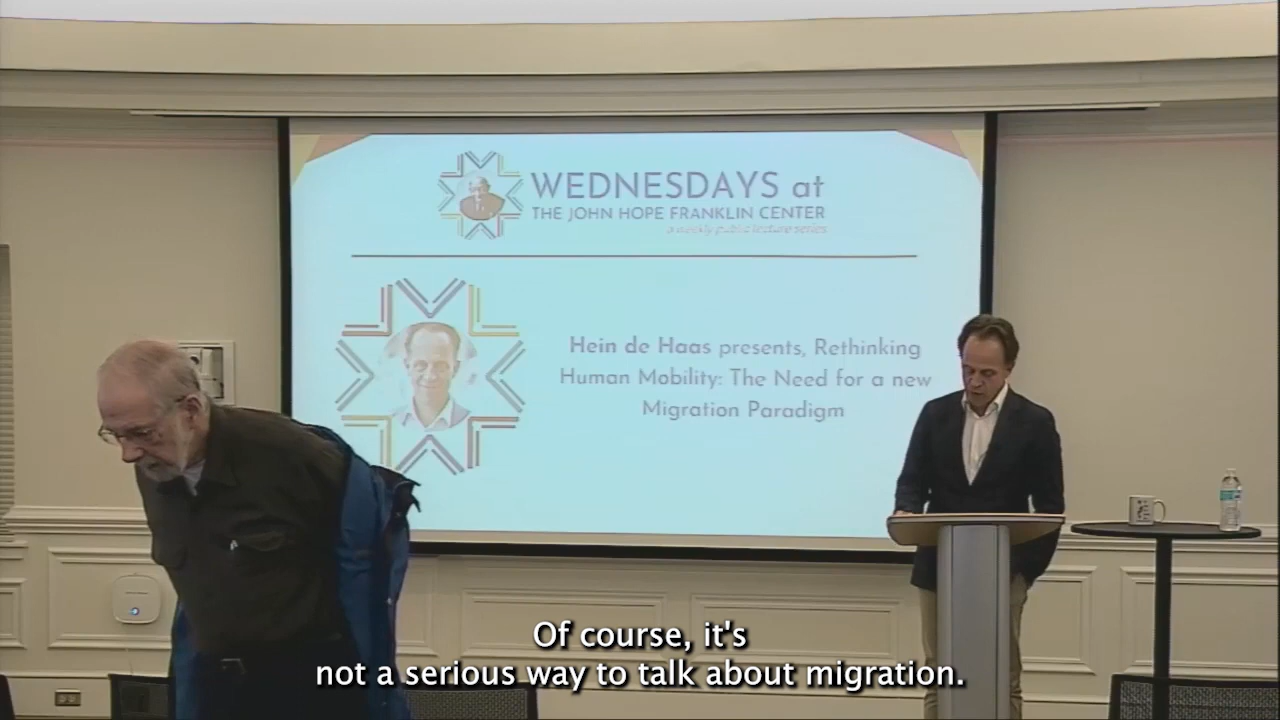 WEDNESDAYS at
THE JOHN HOPE FRANKLIN CENTER
a weekly public lecture series
Hein de Haas presents, Rethinking
Human Mobility: The Need for a new
Migration Paradigm
Of course, it's
not a serious way to talk about migration.